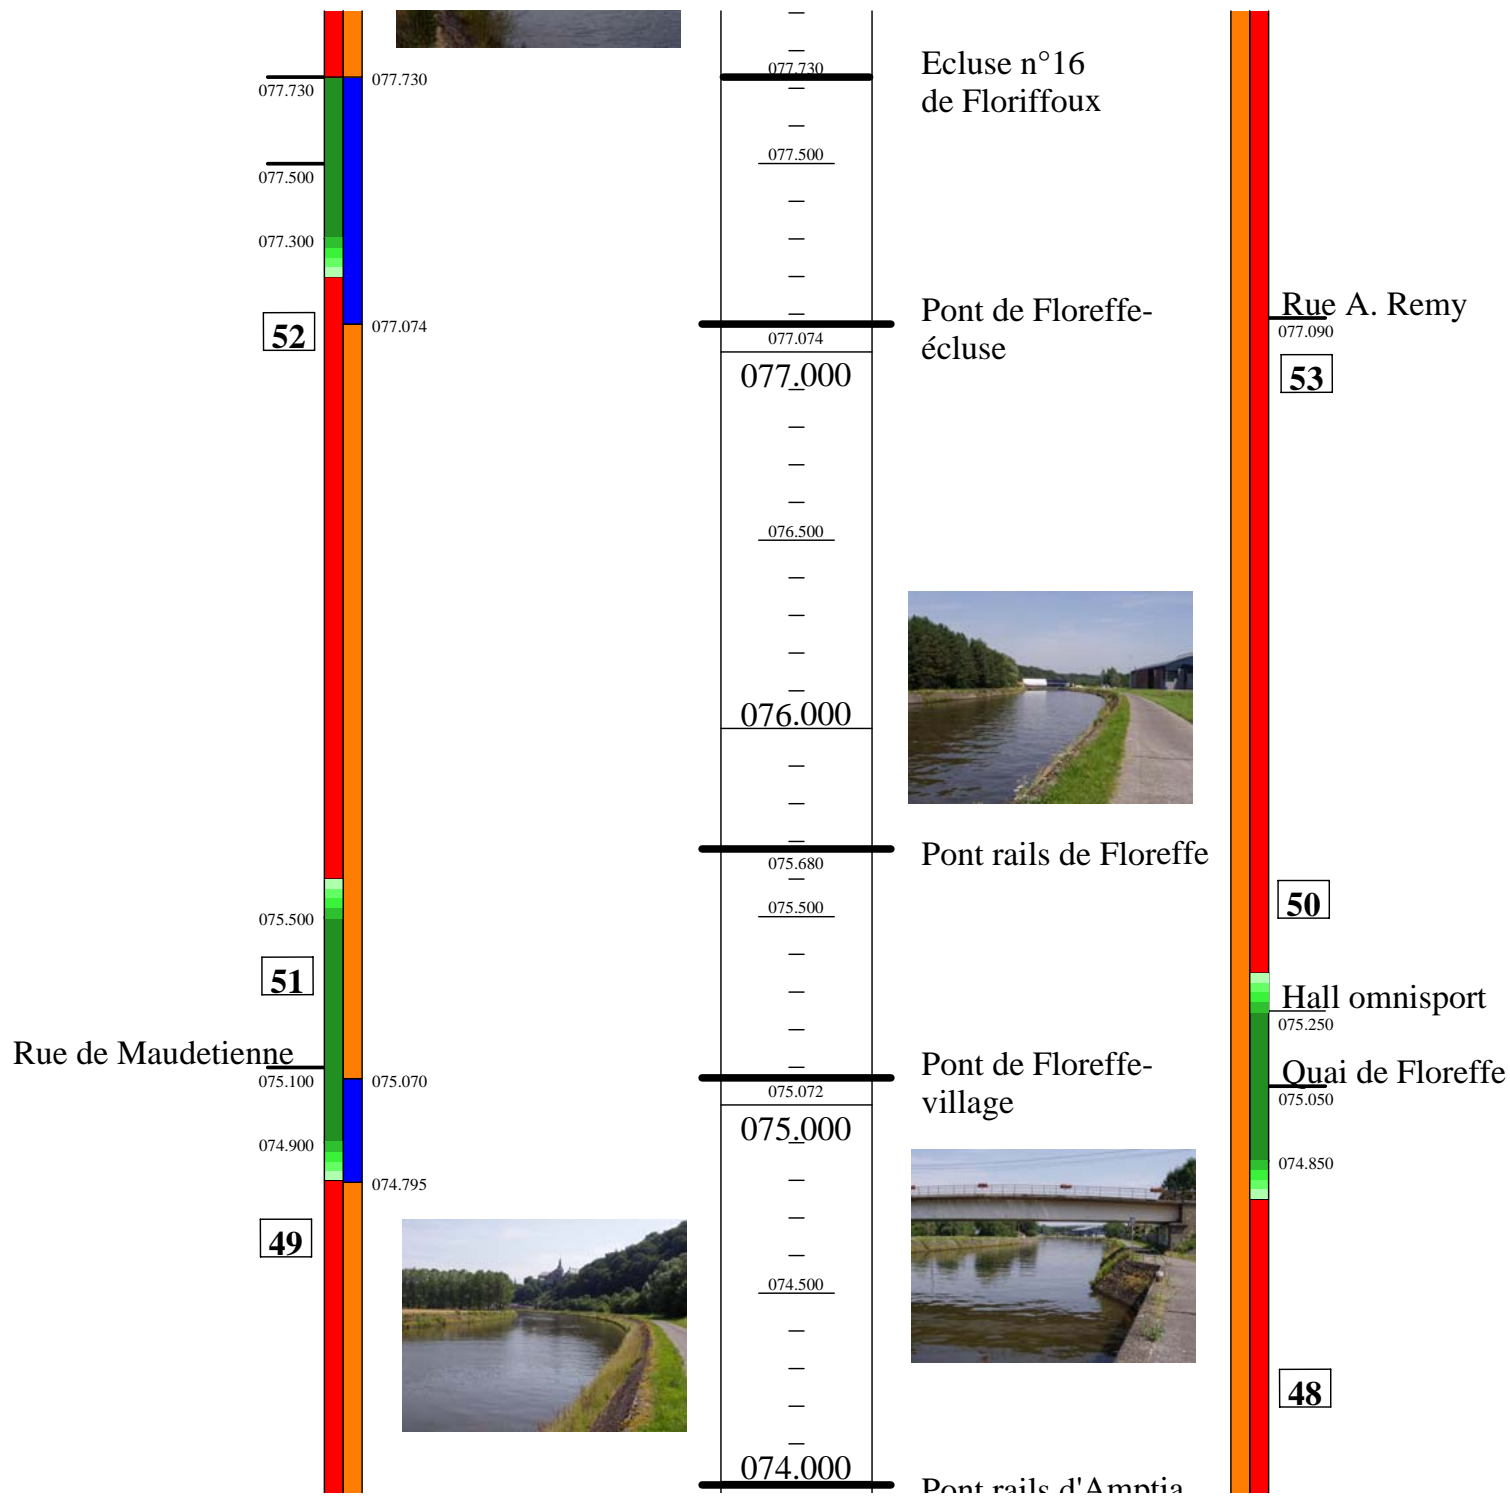 077.730
077.730
077.730
Ecluse n°16
de Floriffoux
077.500
077.500
077.300
52
077.074
077.074
Pont de Floreffe-
écluse
Rue A. Remy
077.090
077.000
53
076.500
076.000
075.680
Pont rails de Floreffe
075.500
075.500
50
51
Hall omnisport
075.250
Rue de Maudetienne
075.100
075.070
075.072
Pont de Floreffe-
village
Quai de Floreffe
075.050
075.000
074.900
074.850
074.795
49
074.500
48
074.000
Pont rails d'Amptia